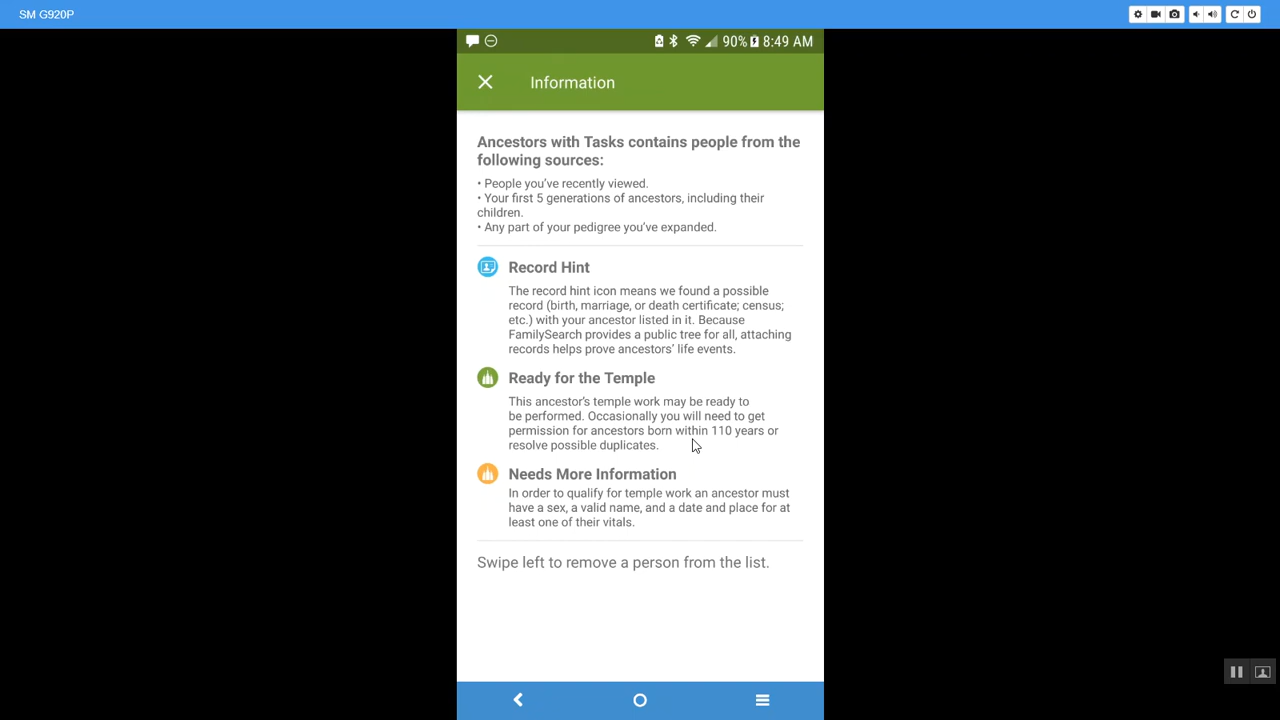 SM G920P
90% 8:49 AM
Information
Ancestors with Tasks contains people from the
following sources:
• People you’ve recently viewed.
• Your first 5 generations of ancestors, including their
children.
• Any part of your pedigree you’ve expanded.
Record Hint
The record hint icon means we found a possible
record (birth, marriage, or death certificate; census;
etc.) with your ancestor listed in it. Because
FamilySearch provides a public tree for all, attaching
records helps prove ancestors’ life events.
Ready for the Temple
This ancestor’s temple work may be ready to
be performed. Occasionally you will need to get
permission for ancestors born within 110 years or
resolve possible duplicates.
Needs More Information
In order to qualify for temple work an ancestor must
have a sex, a valid name, and a date and place for at
least one of their vitals.
Swipe left to remove a person from the list.